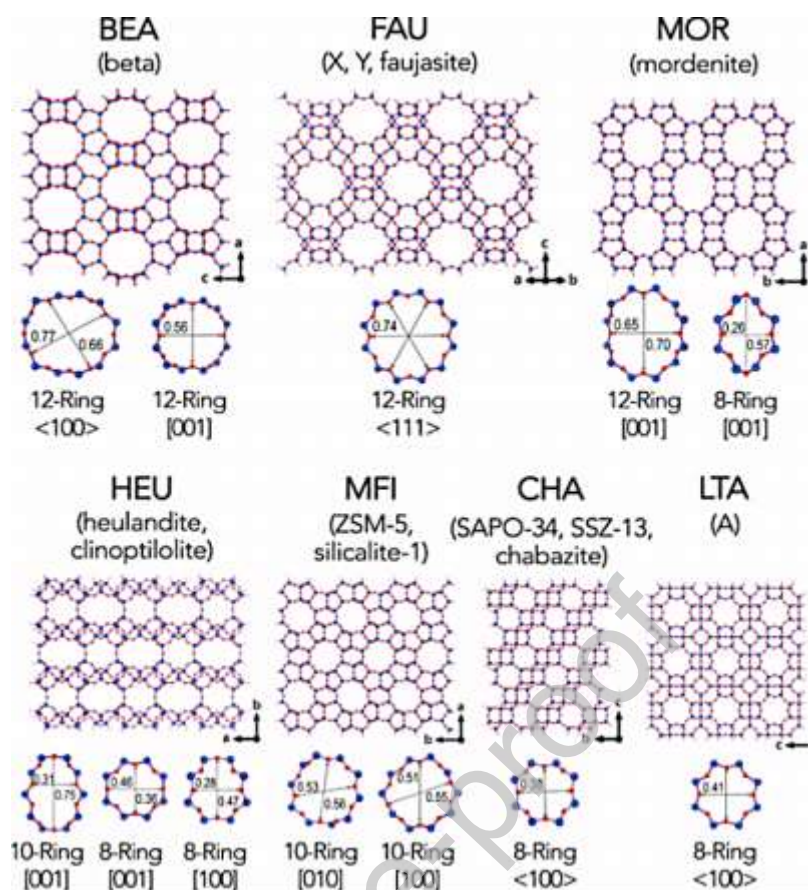 BEA
(beta)
FAU
(X, Y, faujasite)
MOR
(mordenite)
a
c
c
a
b
a
b
0.77
0.66
0.56
0.74
0.65
0.70
0.26
0.57
12-Ring
<100>
12-Ring
[001]
12-Ring
<111>
12-Ring
[001]
8-Ring
[001]
HEU
(heulandite,
clinoptilolite)
MFI
(ZSM-5,
silicalite-1)
CHA
(SAPO-34, SSZ-13,
chabazite)
LTA
(A)
b
a
a
b
b
c
0.31
0.75
0.46
0.36
0.28
0.47
0.53
0.56
0.51
0.55
0.38
0.41
10-Ring
[001]
8-Ring
[001]
8-Ring
[100]
10-Ring
[010]
10-Ring
[100]
8-Ring
<100>
8-Ring
<100>